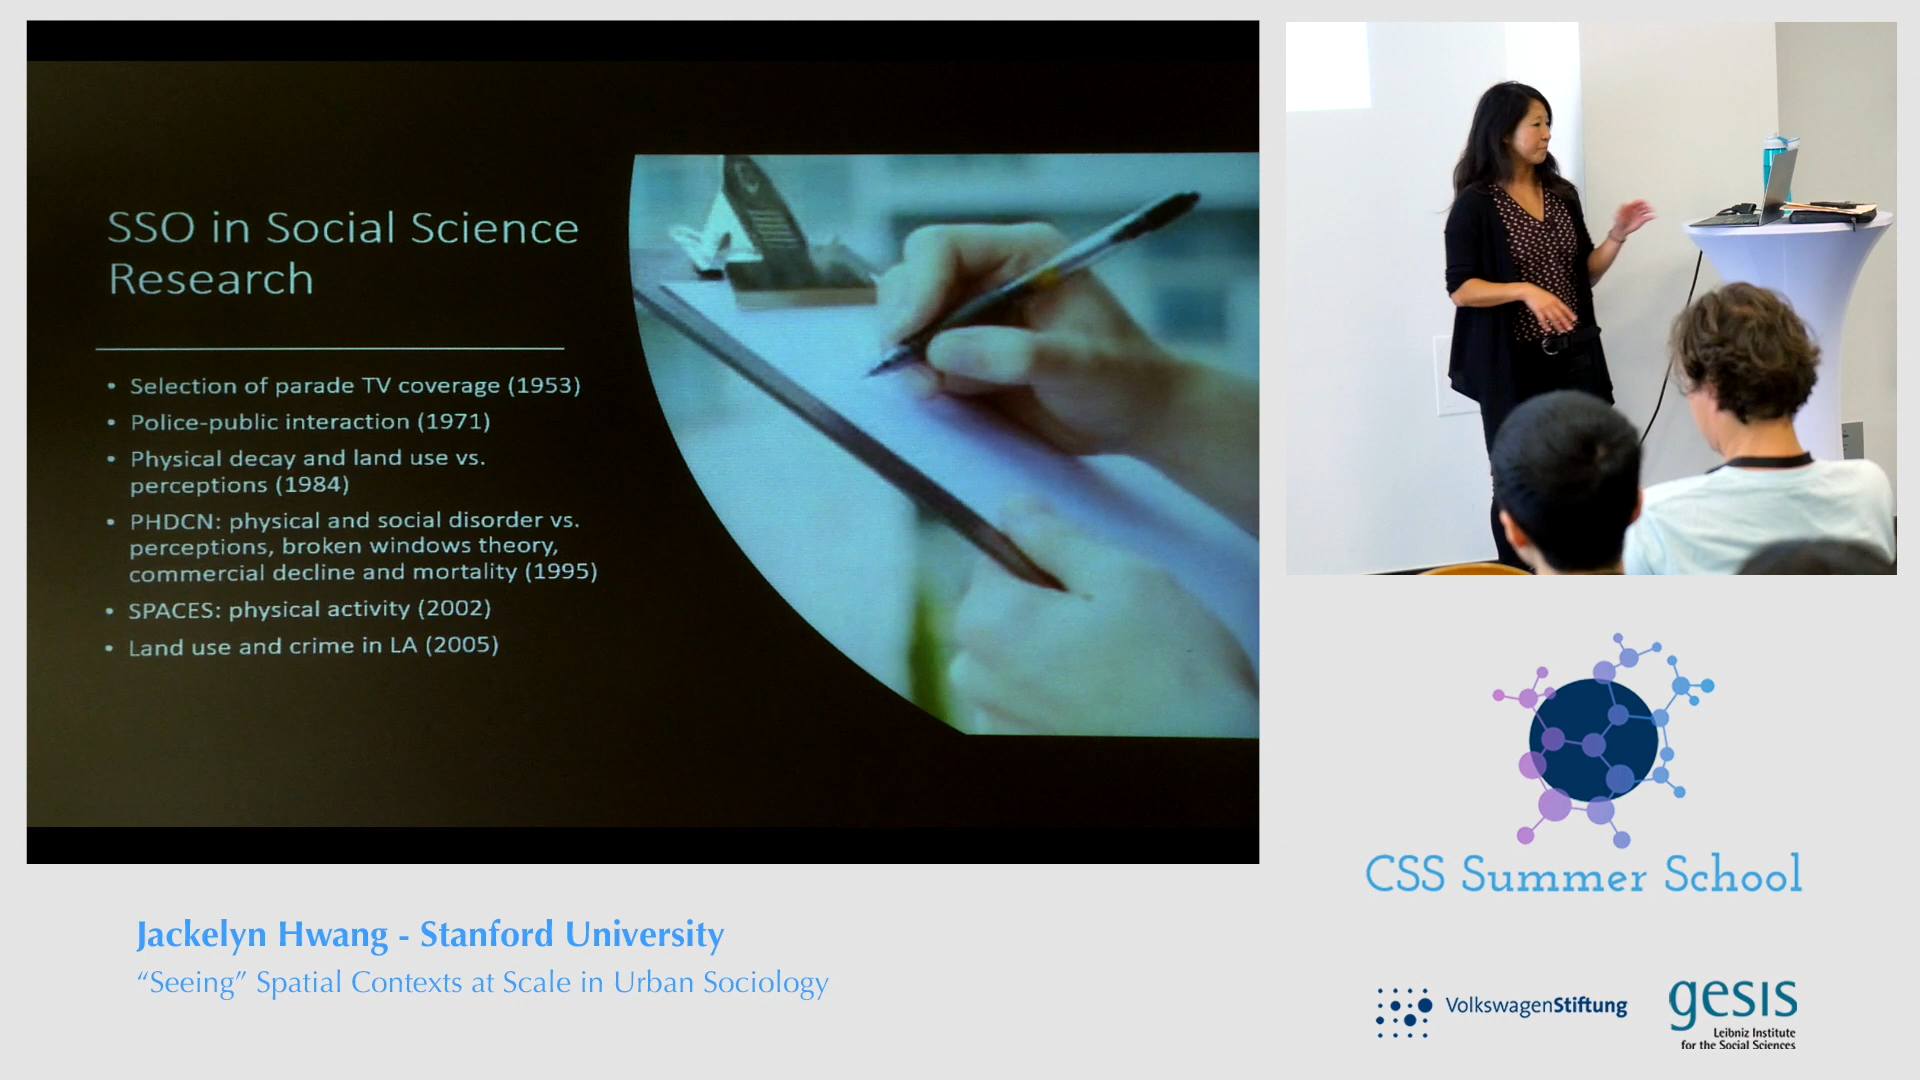 SSO in Social Science
Research
• Selection of parade TV coverage (1953)
• Police-public interaction (1971)
• Physical decay and land use vs.
perceptions (1984)
• PHDCN: physical and social disorder vs.
perceptions, broken windows theory,
commercial decline and mortality (1995)
• SPACES: physical activity (2002)
• Land use and crime in LA (2005)
CSS Summer School
Jackelyn Hwang - Stanford University
“Seeing” Spatial Contexts at Scale in Urban Sociology
VolkswagenStiftung
gesis
Leibniz Institute
for the Social Sciences